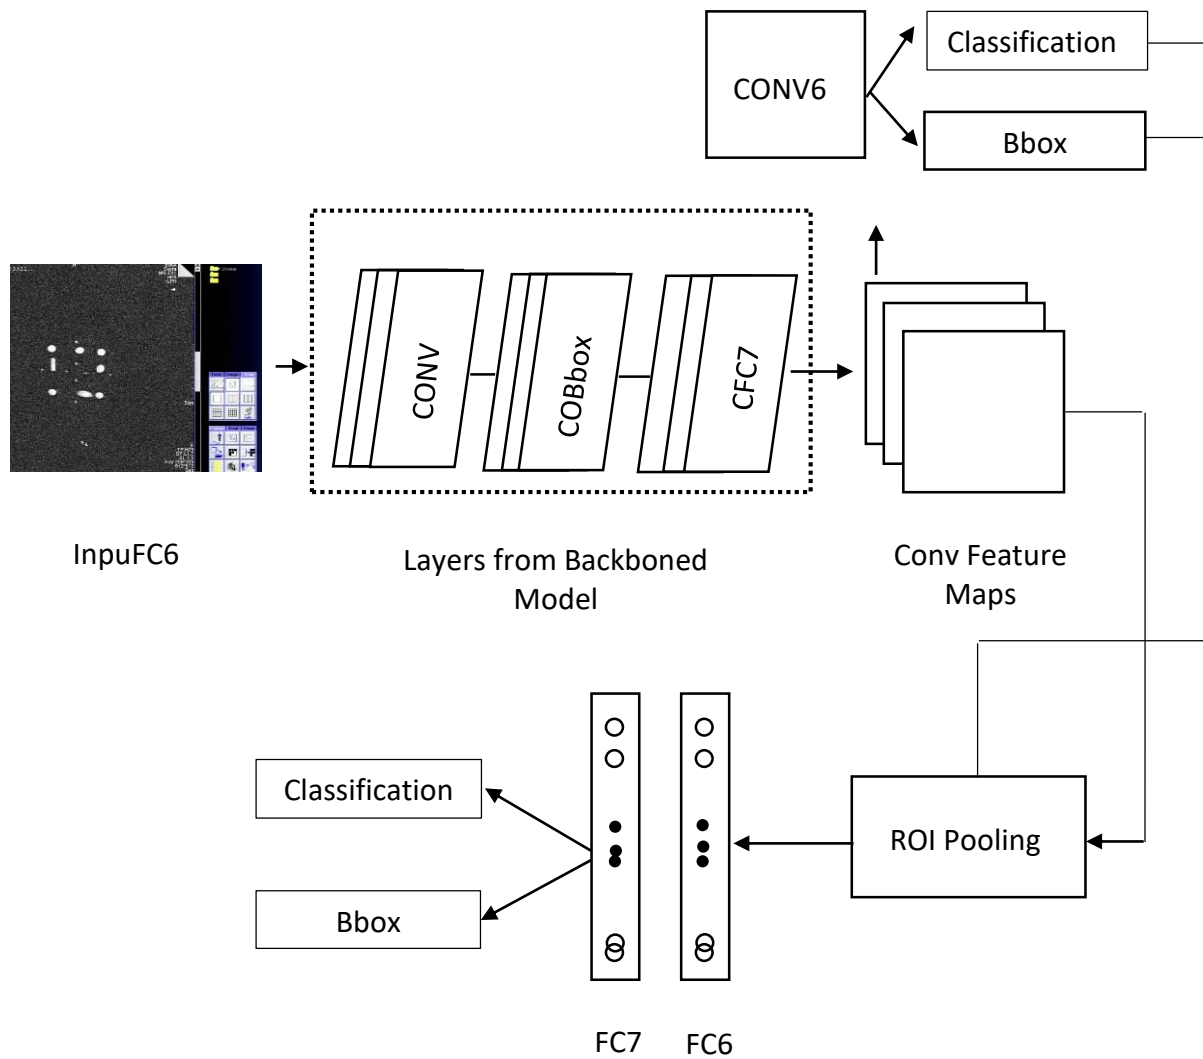 Classification
CONV6
Bbox
CONV
COBbox
CFC7
InpuFC6
Layers from Backboned
Model
Conv Feature
Maps
Classification
ROI Pooling
Bbox
FC7
FC6